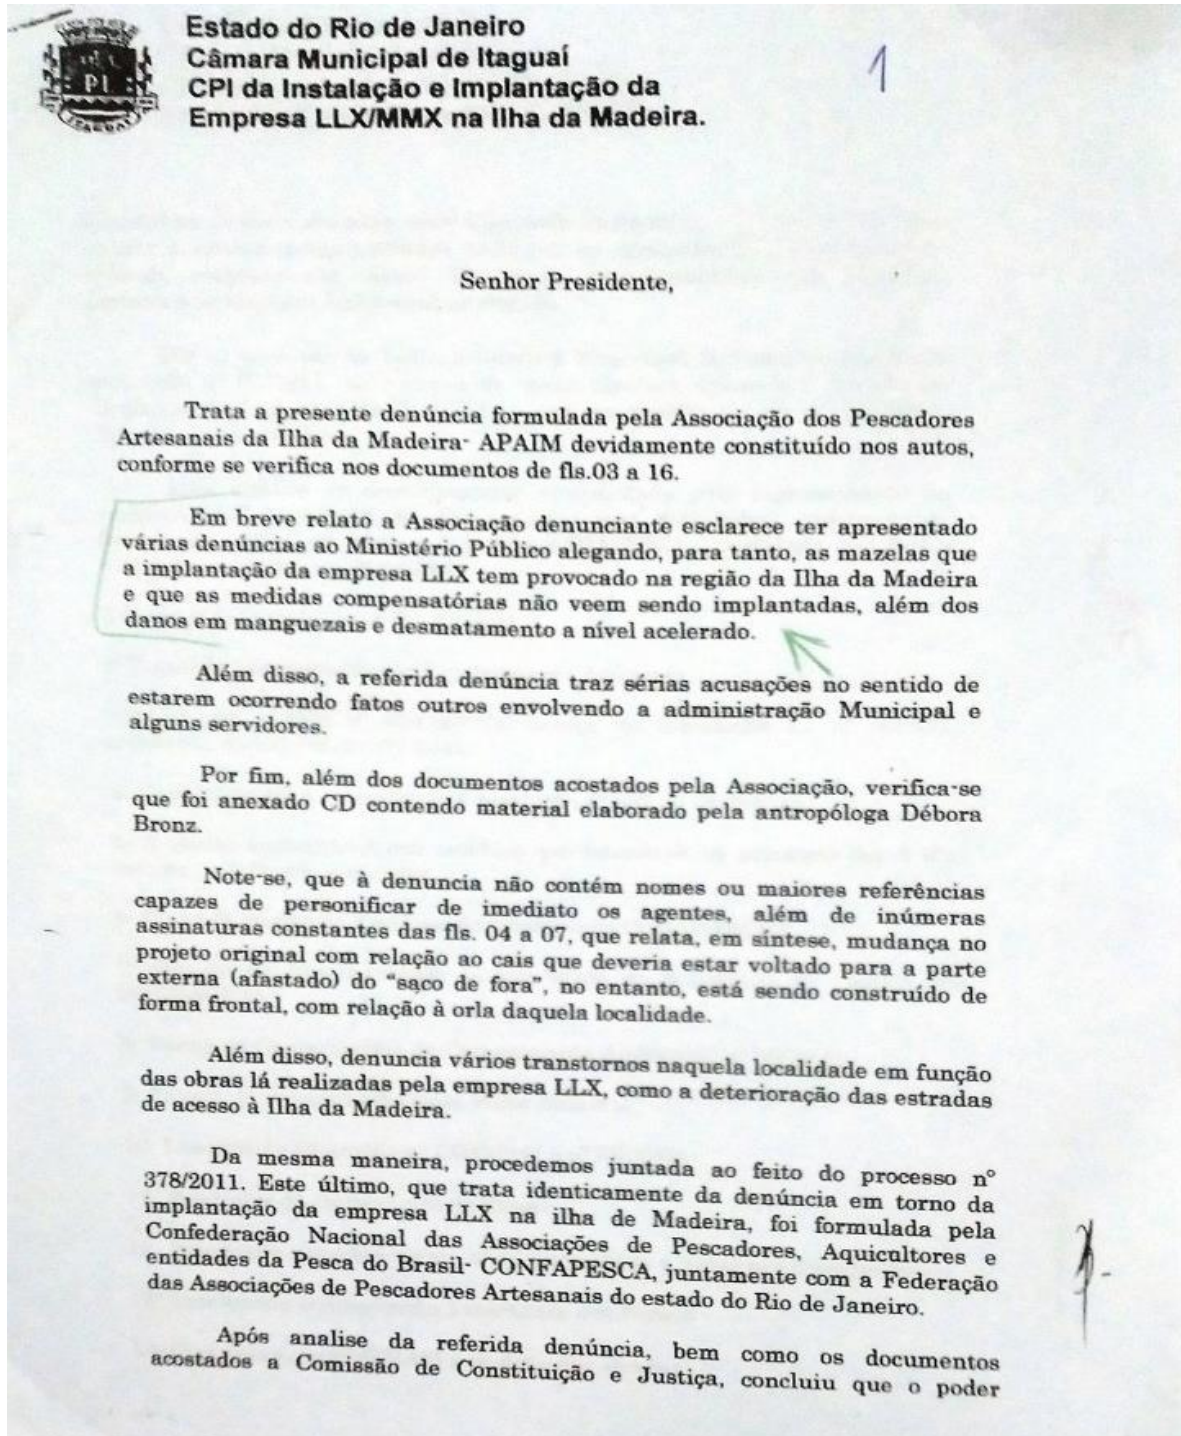 Estado do Rio de Janeiro
Câmara Municipal de Itaguaí
CPI da Instalação e Implantação da
Empresa LLX/MMX na Ilha da Madeira.
1
PI
ITAGUAÍ
Senhor Presidente,
Trata a presente denúncia formulada pela Associação dos Pescadores
Artesanais da Ilha da Madeira- APAIM devidamente constituído nos autos,
conforme se verifica nos documentos de fls.03 a 16.
Em breve relato a Associação denunciante esclarece ter apresentado
várias denúncias ao Ministério Público alegando, para tanto, as mazelas que
a implantação da empresa LLX tem provocado na região da Ilha da Madeira
e que as medidas compensatórias não veem sendo implantadas, além dos
danos em manguezais e desmatamento a nível acelerado.
Além disso, a referida denúncia traz sérias acusações no sentido de
estarem ocorrendo fatos outros envolvendo a administração Municipal e
alguns servidores.
Por fim, além dos documentos acostados pela Associação, verifica-se
que foi anexado CD contendo material elaborado pela antropóloga Débora
Bronz.
Note-se, que à denuncia não contém nomes ou maiores referências
capazes de personificar de imediato os agentes, além de inúmeras
assinaturas constantes das fls. 04 a 07, que relata, em síntese, mudança no
projeto original com relação ao cais que deveria estar voltado para a parte
externa (afastado) do “saco de fora”, no entanto, está sendo construído de
forma frontal, com relação à orla daquela localidade.
Além disso, denuncia vários transtornos naquela localidade em função
das obras lá realizadas pela empresa LLX, como a deterioração das estradas
de acesso à Ilha da Madeira.
Da mesma maneira, procedemos juntada ao feito do processo nº
378/2011. Este último, que trata identicamente da denúncia em torno da
implantação da empresa LLX na ilha de Madeira, foi formulada pela
Confederação Nacional das Associações de Pescadores, Aquicultores e
entidades da Pesca do Brasil- CONFAPESCA, juntamente com a Federação
das Associações de Pescadores Artesanais do estado do Rio de Janeiro.
Após analise da referida denúncia, bem como os documentos
acostados a Comissão de Constituição e Justiça, concluiu que o poder